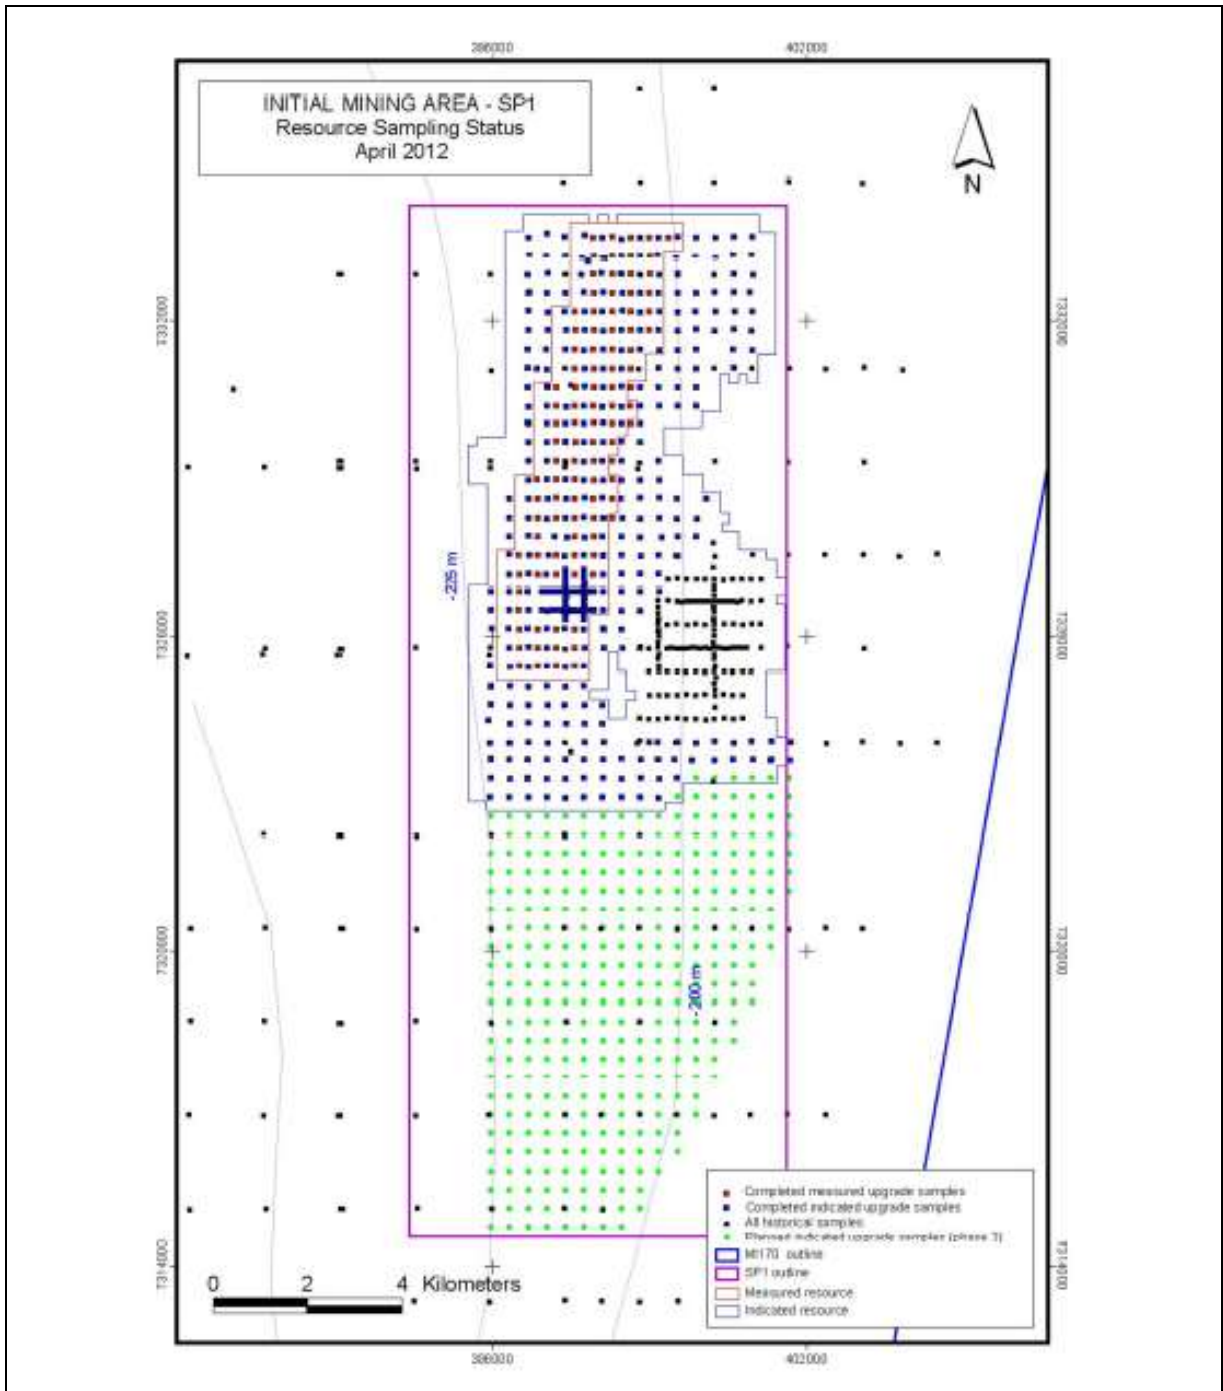 396000 402000
INITIAL MINING AREA - SP1
Resource Sampling Status
April 2012
N
7332000 7332000
-225 m
7326000 7326000
7320000 7320000
-200 m
Completed measured upgrade samples
Completed indicated upgrade samples
All historical samples
Planned indicated upgrade samples (phase 3)
Ml170 outline
SP1 outline
Measured resource
Indicated resource
7314000 7314000
0 2 4 Kilometers
396000 402000